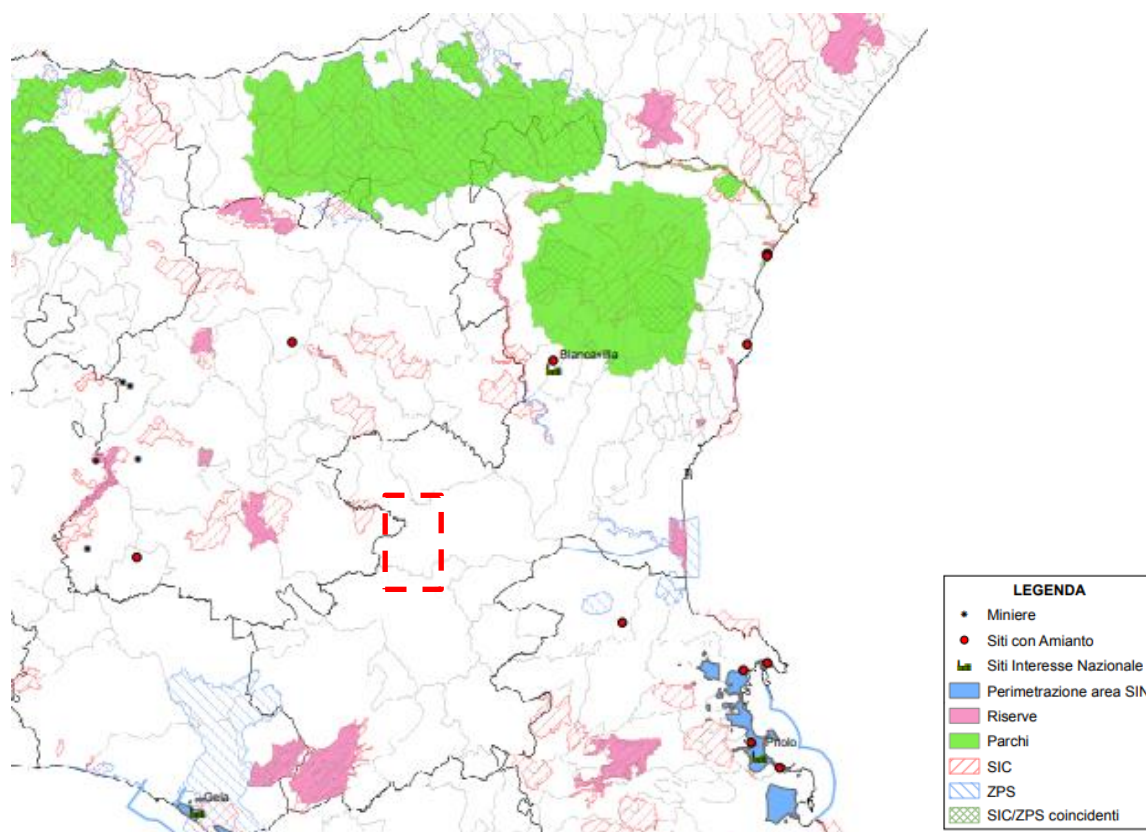 Biancavilla
Priolo
Gela
LEGENDA
Miniere
Siti con Amianto
Siti Interesse Nazionale
Perimetrazione area SIN
Riserve
Parchi
SIC
ZPS
SIC/ZPS coincidenti